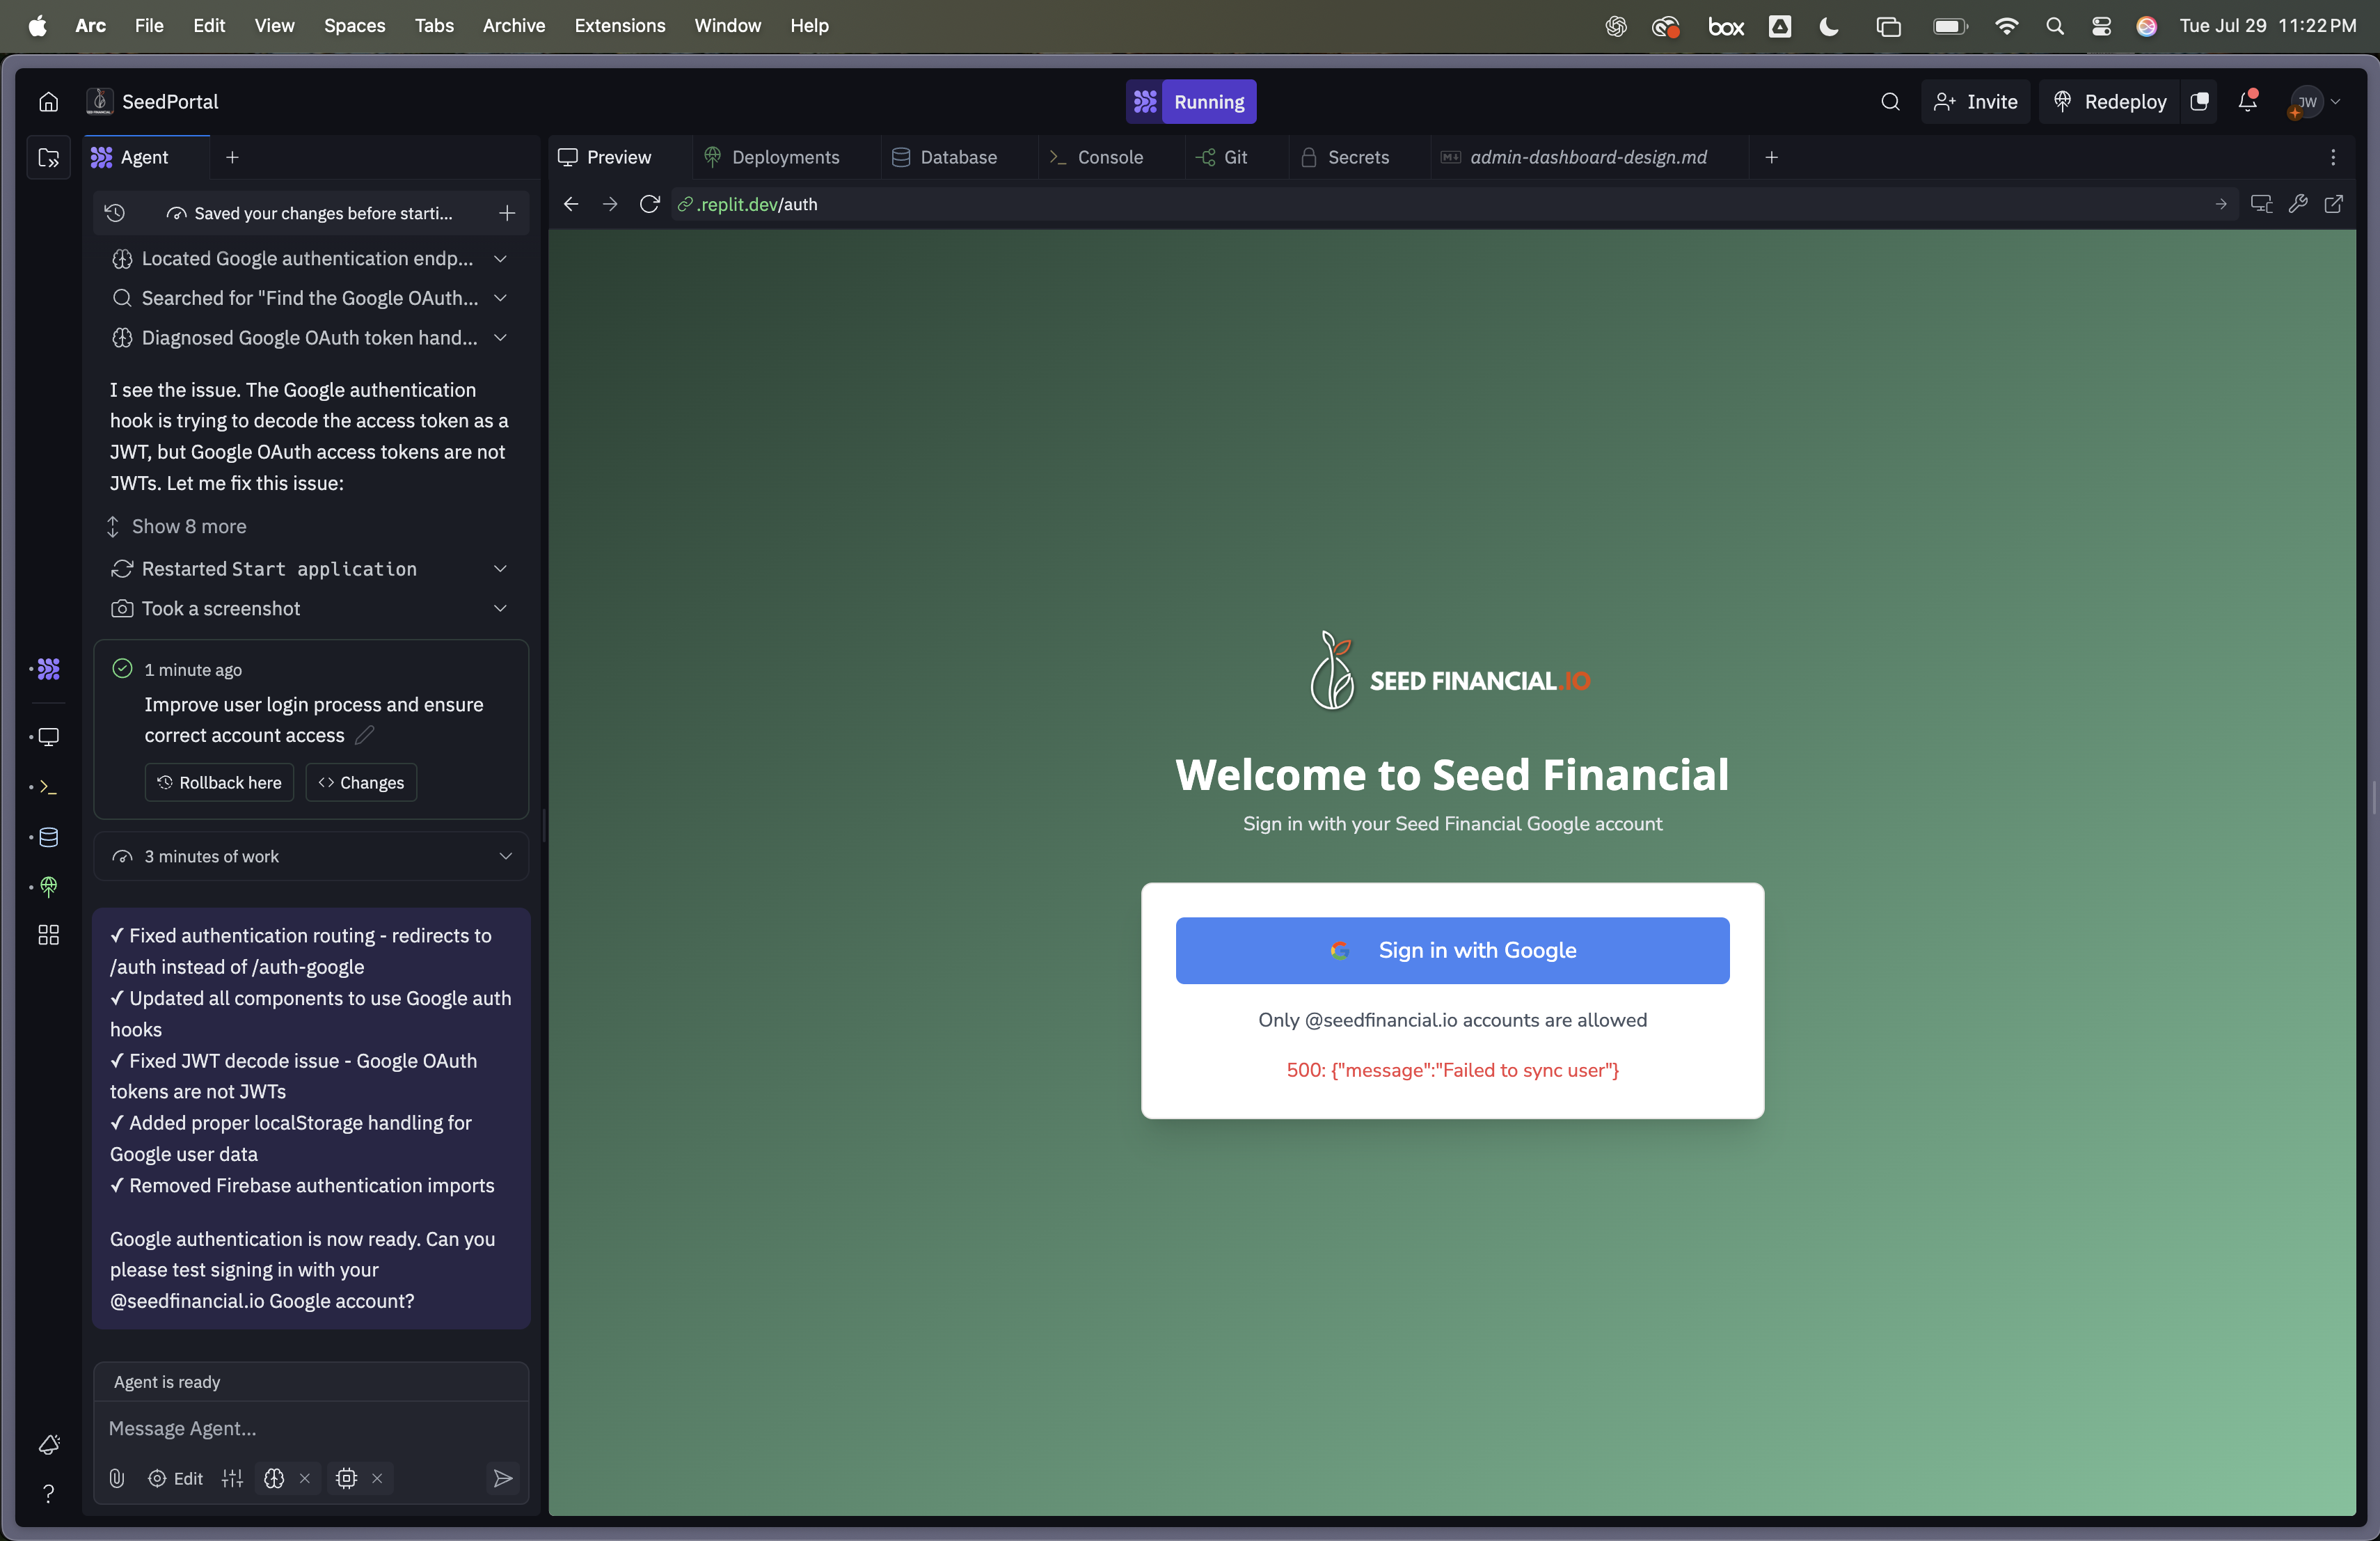 Arc File Edit View Spaces Tabs Archive Extensions Window Help box Tue Jul 29 11:22 PM
SeedPortal Running Invite Redeploy JW
Agent Preview Deployments Database Console Git Secrets admin-dashboard-design.md
Saved your changes before starti...
.replit.dev/auth
Located Google authentication endp...
Searched for "Find the Google OAuth...
Diagnosed Google OAuth token hand...
I see the issue. The Google authentication
hook is trying to decode the access token as a
JWT, but Google OAuth access tokens are not
JWTs. Let me fix this issue:
Show 8 more
Restarted Start application
Took a screenshot
1 minute ago
Improve user login process and ensure
correct account access
Rollback here <> Changes
3 minutes of work
✓ Fixed authentication routing - redirects to
/auth instead of /auth-google
✓ Updated all components to use Google auth
hooks
✓ Fixed JWT decode issue - Google OAuth
tokens are not JWTs
✓ Added proper localStorage handling for
Google user data
✓ Removed Firebase authentication imports
Google authentication is now ready. Can you
please test signing in with your
@seedfinancial.io Google account?
Agent is ready
Message Agent...
Edit
SEED FINANCIAL.IO
Welcome to Seed Financial
Sign in with your Seed Financial Google account
Sign in with Google
Only @seedfinancial.io accounts are allowed
500: {"message":"Failed to sync user"}